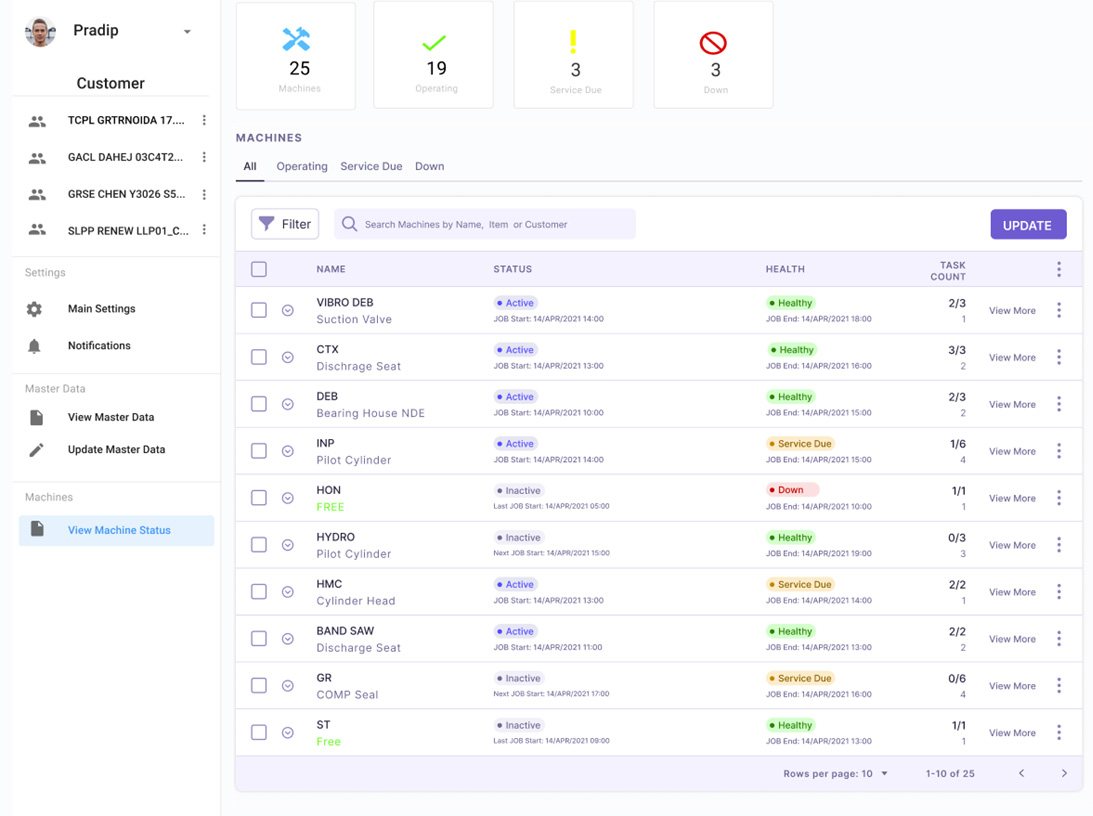 Pradip
Customer
TCPL GRTRNOIDA 17....
GACL DAHEJ 03C4T2...
GRSE CHEN Y3026 S5...
SLPP RENEW LLP01_C...
Settings
Main Settings
Notifications
Master Data
View Master Data
Update Master Data
Machines
View Machine Status
25
Machines
19
Operating
3
Service Due
3
Down
MACHINES
All Operating Service Due Down
Filter
Search Machines by Name, Item or Customer
UPDATE
NAME STATUS HEALTH TASK COUNT
VIBRO DEB Active Healthy 2/3
Suction Valve JOB Start: 14/APR/2021 14:00 JOB End: 14/APR/2021 18:00 1 View More
CTX Active Healthy 3/3
Dischrage Seat JOB Start: 14/APR/2021 13:00 JOB End: 14/APR/2021 16:00 2 View More
DEB Active Healthy 2/3
Bearing House NDE JOB Start: 14/APR/2021 10:00 JOB End: 14/APR/2021 15:00 2 View More
INP Active Service Due 1/6
Pilot Cylinder JOB Start: 14/APR/2021 14:00 JOB End: 14/APR/2021 15:00 4 View More
HON Inactive Down 1/1
FREE Last JOB Start: 14/APR/2021 05:00 JOB End: 14/APR/2021 10:00 1 View More
HYDRO Inactive Healthy 0/3
Pilot Cylinder Next JOB Start: 14/APR/2021 15:00 JOB End: 14/APR/2021 19:00 3 View More
HMC Active Service Due 2/2
Cylinder Head JOB Start: 14/APR/2021 13:00 JOB End: 14/APR/2021 14:00 1 View More
BAND SAW Active Healthy 2/2
Discharge Seat JOB Start: 14/APR/2021 11:00 JOB End: 14/APR/2021 13:00 2 View More
GR Inactive Service Due 0/6
COMP Seal Next JOB Start: 14/APR/2021 17:00 JOB End: 14/APR/2021 16:00 4 View More
ST Inactive Healthy 1/1
Free Last JOB Start: 14/APR/2021 09:00 JOB End: 14/APR/2021 13:00 1 View More
Rows per page: 10 1-10 of 25